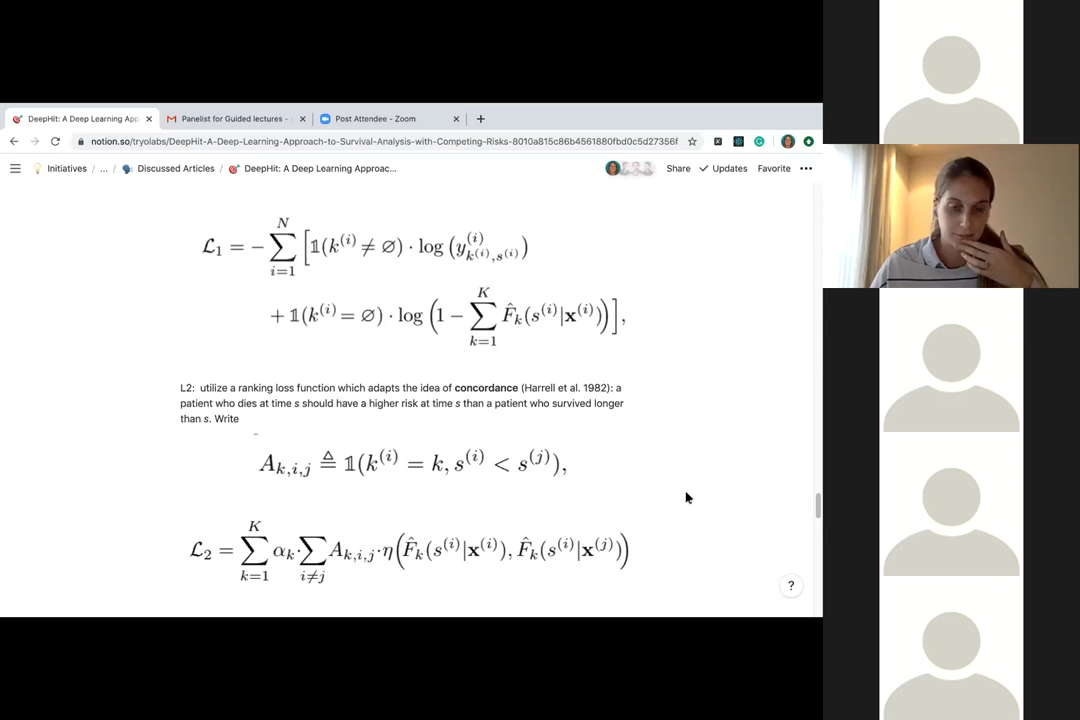 DeepHit: A Deep Learning App
Panelist for Guided lectures -
Post Attendee - Zoom
notion.so/tryolabs/DeepHit-A-Deep-Learning-Approach-to-Survival-Analysis-with-Competing-Risks-8010a815c86b4561880fbd0c5d27356f
Initiatives / ... / Discussed Articles / DeepHit: A Deep Learning Approac...
Share Updates Favorite
ℒ₁ = − ∑_{i=1}^{N} [𝟙(k^{(i)} ≠ ∅) · log(y^{(i)}_{k^{(i)},s^{(i)}})
+ 𝟙(k^{(i)} = ∅) · log(1 − ∑_{k=1}^{K} F̂_k(s^{(i)}|x^{(i)}))],
L2: utilize a ranking loss function which adapts the idea of concordance (Harrell et al. 1982): a
patient who dies at time s should have a higher risk at time s than a patient who survived longer
than s. Write
A_{k,i,j} ≜ 𝟙(k^{(i)} = k, s^{(i)} < s^{(j)}),
ℒ₂ = ∑_{k=1}^{K} α_k · ∑_{i≠j} A_{k,i,j} · η(F̂_k(s^{(i)}|x^{(i)}), F̂_k(s^{(i)}|x^{(j)}))
?